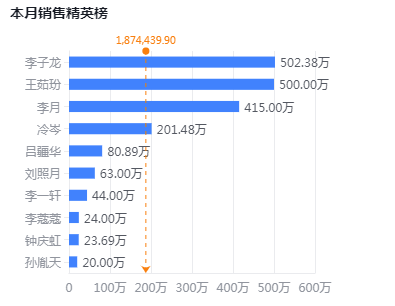 本月销售精英榜
1,874,439.90
李子龙 502.38万
王茹玢 500.00万
李月 415.00万
冷岑 201.48万
吕疆华 80.89万
刘照月 63.00万
李一轩 44.00万
李蔻蔻 24.00万
钟庆虹 23.69万
孙胤天 20.00万
0 100万 200万 300万 400万 500万 600万